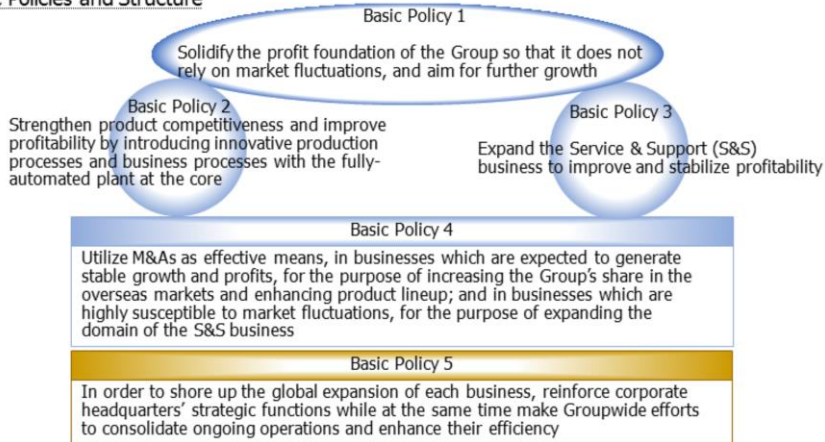 Policies and Structure
Basic Policy 1
Solidify the profit foundation of the Group so that it does not
rely on market fluctuations, and aim for further growth
Basic Policy 2
Strengthen product competitiveness and improve
profitability by introducing innovative production
processes and business processes with the fully-
automated plant at the core
Basic Policy 3
Expand the Service & Support (S&S)
business to improve and stabilize profitability
Basic Policy 4
Utilize M&As as effective means, in businesses which are expected to generate
stable growth and profits, for the purpose of increasing the Group's share in the
overseas markets and enhancing product lineup; and in businesses which are
highly susceptible to market fluctuations, for the purpose of expanding the
domain of the S&S business
Basic Policy 5
In order to shore up the global expansion of each business, reinforce corporate
headquarters' strategic functions while at the same time make Groupwide efforts
to consolidate ongoing operations and enhance their efficiency